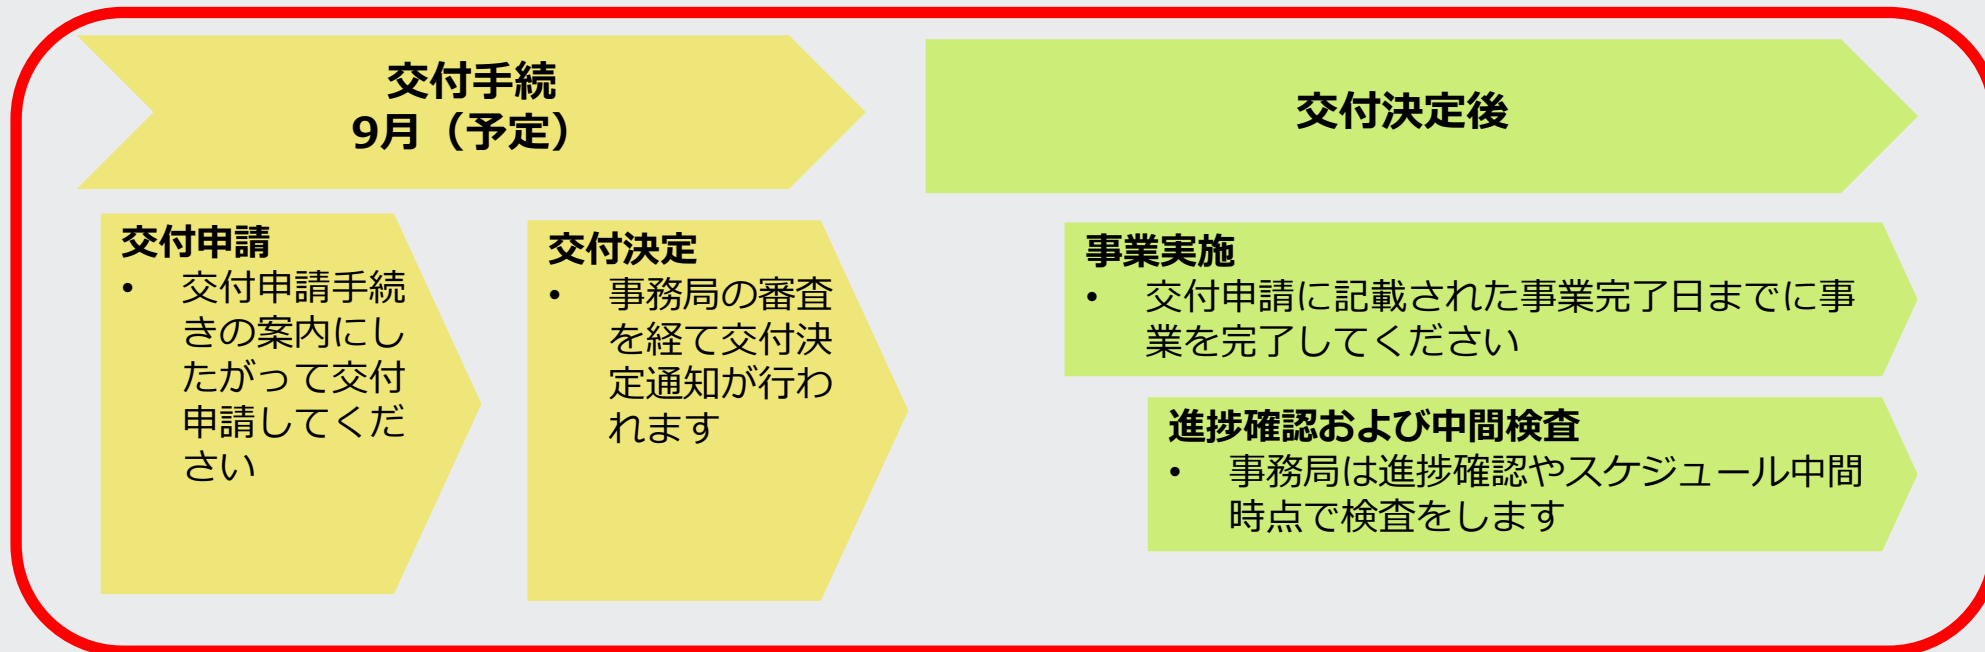 交付手続
9月（予定）
交付決定後
交付申請
• 交付申請手続
きの案内にし
たがって交付
申請してくだ
さい
交付決定
• 事務局の審査
を経て交付決
定通知が行わ
れます
事業実施
• 交付申請に記載された事業完了日までに事
業を完了してください
進捗確認および中間検査
• 事務局は進捗確認やスケジュール中間
時点で検査をします